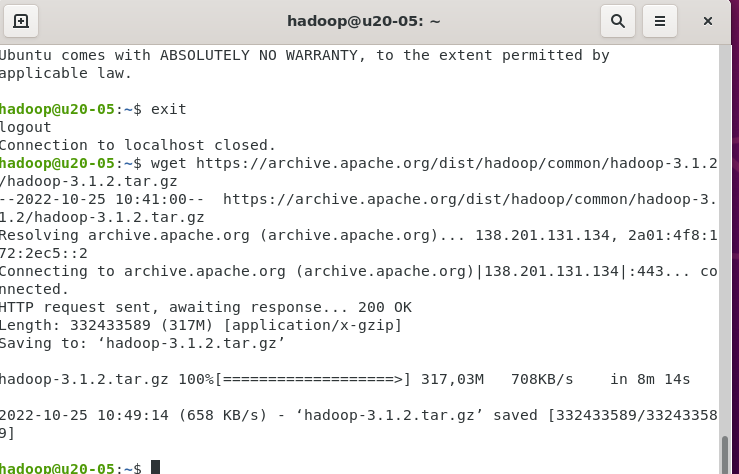 hadoop@u20-05: ~
Ubuntu comes with ABSOLUTELY NO WARRANTY, to the extent permitted by
applicable law.
hadoop@u20-05:~$ exit
logout
Connection to localhost closed.
hadoop@u20-05:~$ wget https://archive.apache.org/dist/hadoop/common/hadoop-3.1.2
/hadoop-3.1.2.tar.gz
--2022-10-25 10:41:00--  https://archive.apache.org/dist/hadoop/common/hadoop-3.
1.2/hadoop-3.1.2.tar.gz
Resolving archive.apache.org (archive.apache.org)... 138.201.131.134, 2a01:4f8:1
72:2ec5::2
Connecting to archive.apache.org (archive.apache.org)|138.201.131.134|:443... co
nnected.
HTTP request sent, awaiting response... 200 OK
Length: 332433589 (317M) [application/x-gzip]
Saving to: ‘hadoop-3.1.2.tar.gz’
hadoop-3.1.2.tar.gz 100%[===================>] 317,03M   708KB/s    in 8m 14s
2022-10-25 10:49:14 (658 KB/s) - ‘hadoop-3.1.2.tar.gz’ saved [332433589/33243358
9]
hadoop@u20-05:~$